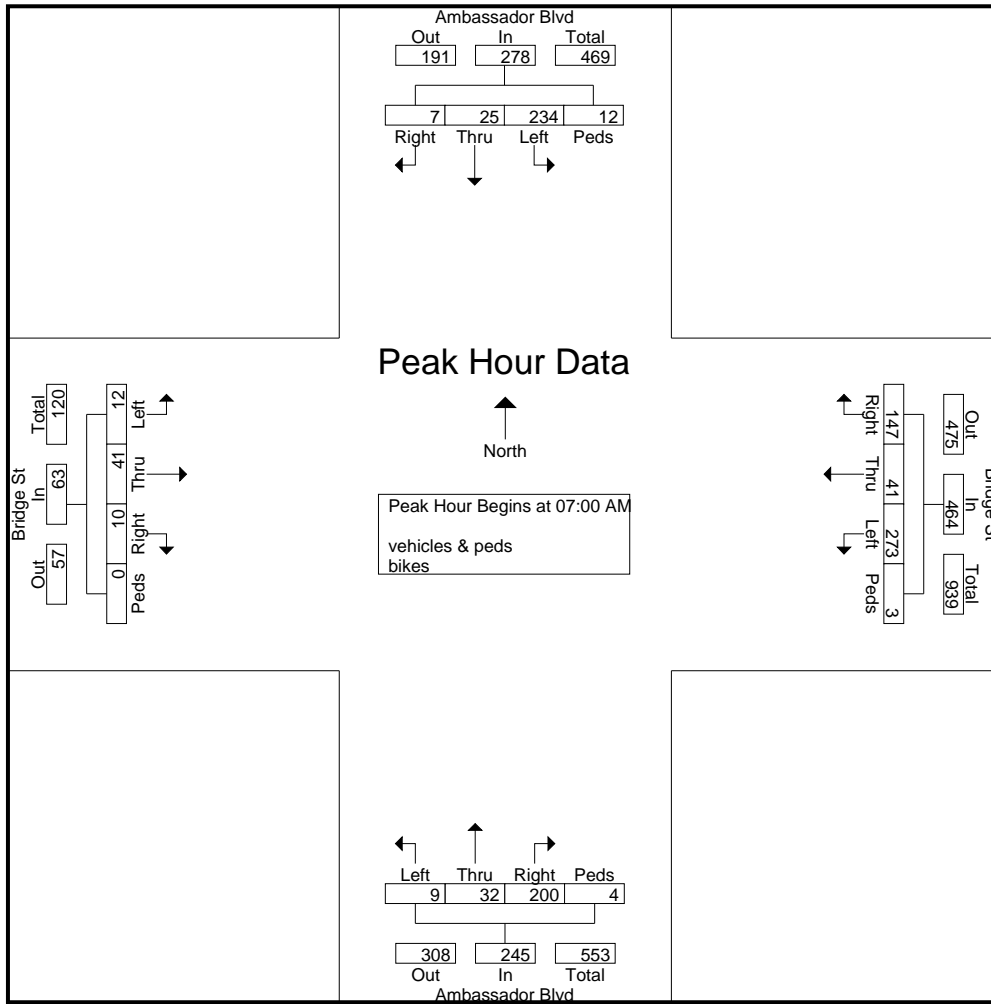 Ambassador Blvd
Out In Total
191 278 469
7 25 234 12
Right Thru Left Peds
Peak Hour Data
North
Peak Hour Begins at 07:00 AM
vehicles & peds
bikes
Bridge St
Total In Out
120 63 57
12 41 10 0
Left Thru Right Peds
Right Thru Left Peds
147 41 273 3
Out In Total
475 464 939
Bridge St
Left Thru Right Peds
9 32 200 4
308 245 553
Out In Total
Ambassador Blvd